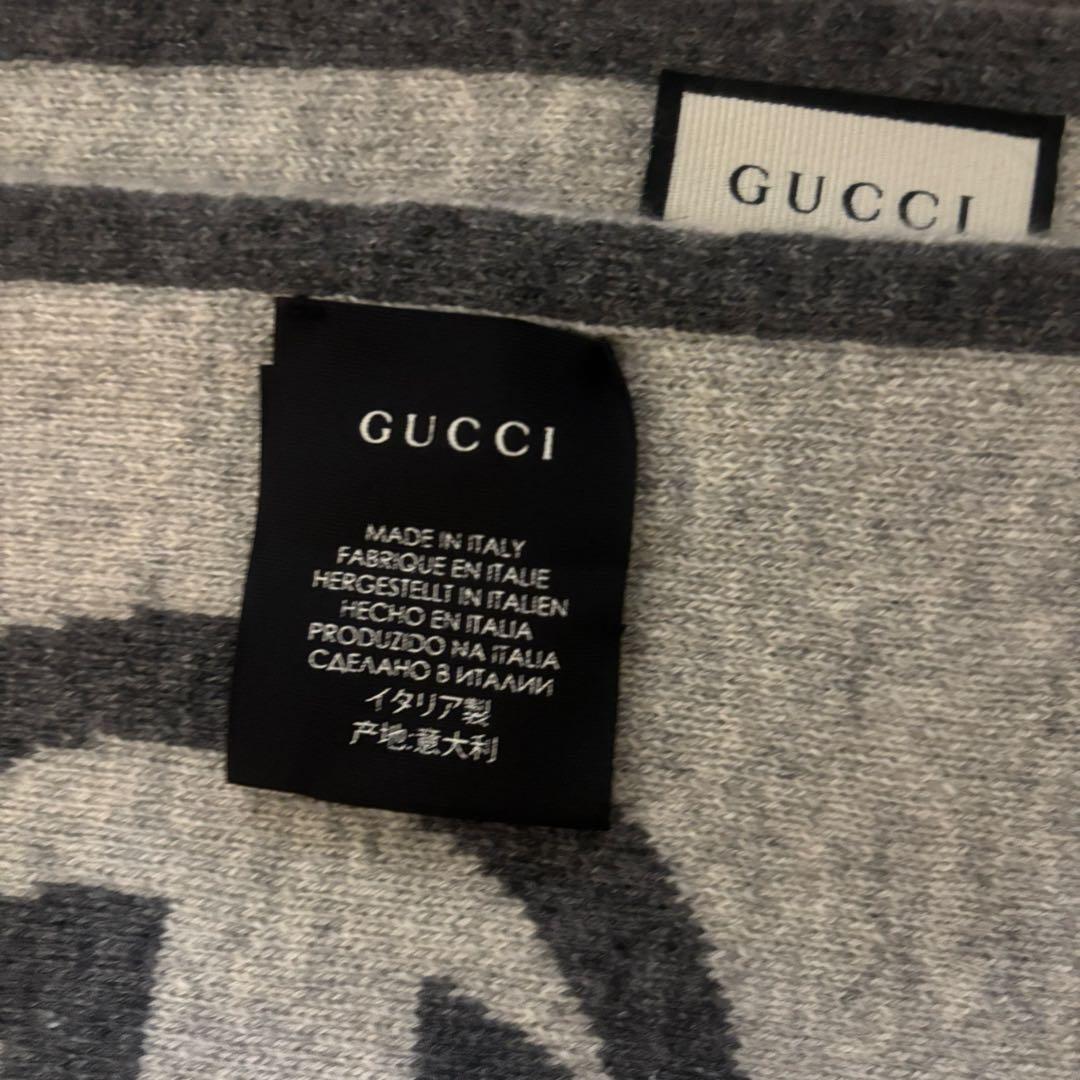 GUCCI
GUCCI
MADE IN ITALY
FABRIQUE EN ITALIE
HERGESTELLT IN ITALIEN
HECHO EN ITALIA
PRODUZIDO NA ITALIA
СДЕЛАНО В ИТАЛИИ
イタリア製
产地:意大利